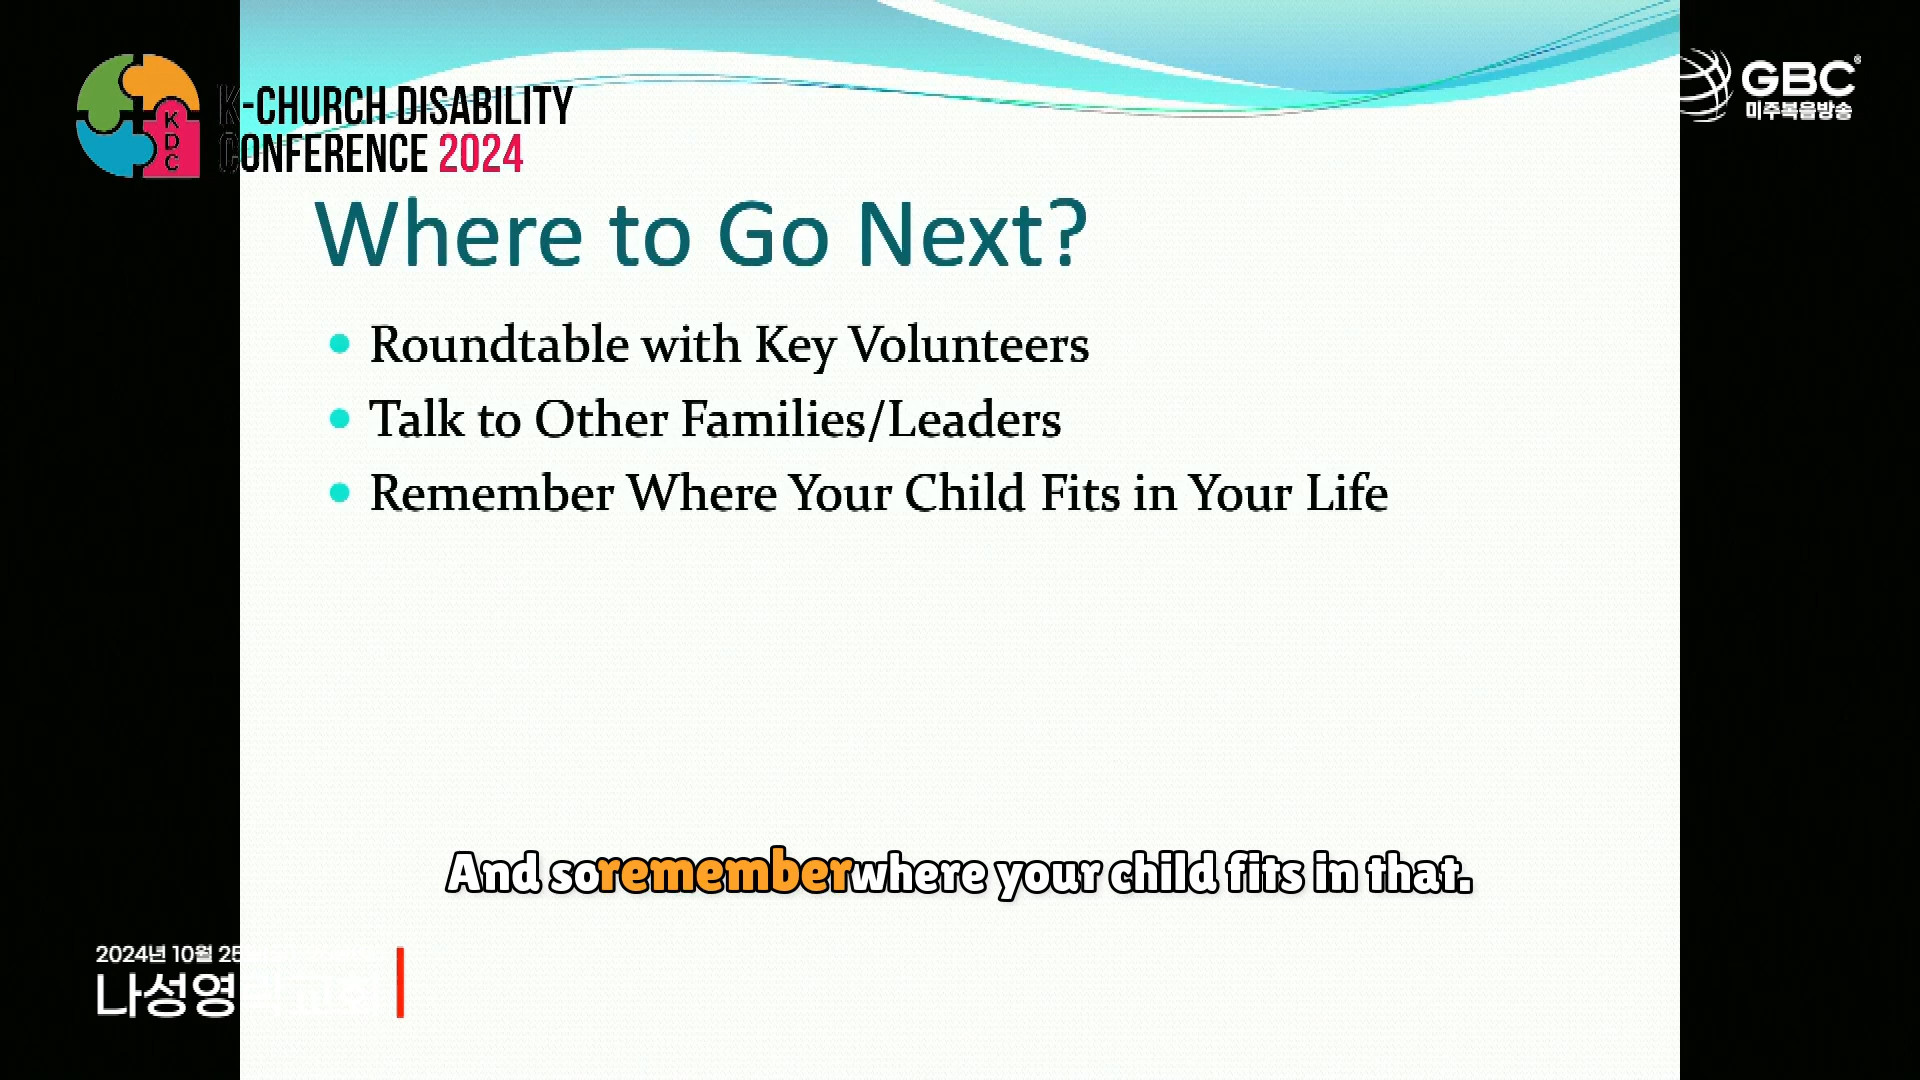 K-CHURCH DISABILITY
CONFERENCE 2024
KDC
GBC®
미주복음방송
Where to Go Next?
Roundtable with Key Volunteers
Talk to Other Families/Leaders
Remember Where Your Child Fits in Your Life
And so remember where your child fits in that.
2024년 10월 25
나성영